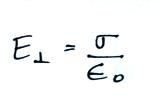 E⊥ = σ/ε₀